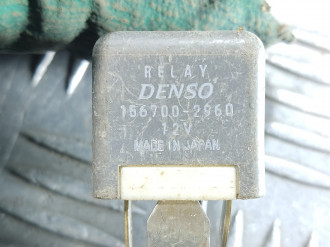 RELAY
DENSO
156700-2960
12V
MADE IN JAPAN